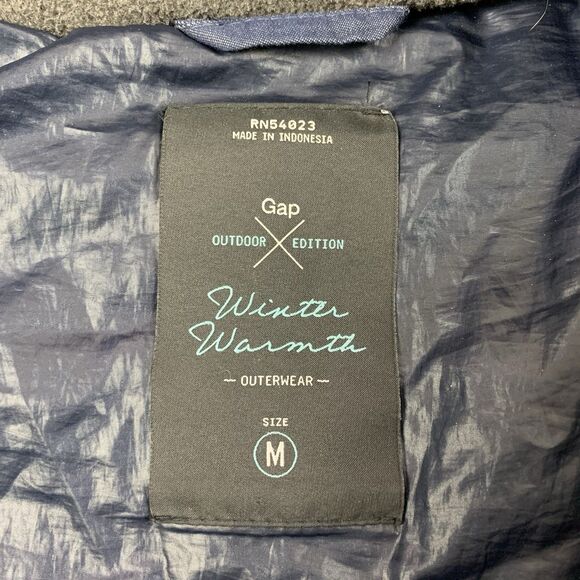 RN54023
MADE IN INDONESIA
Gap
OUTDOOR EDITION
Winter
Warmth
~ OUTERWEAR ~
SIZE
M